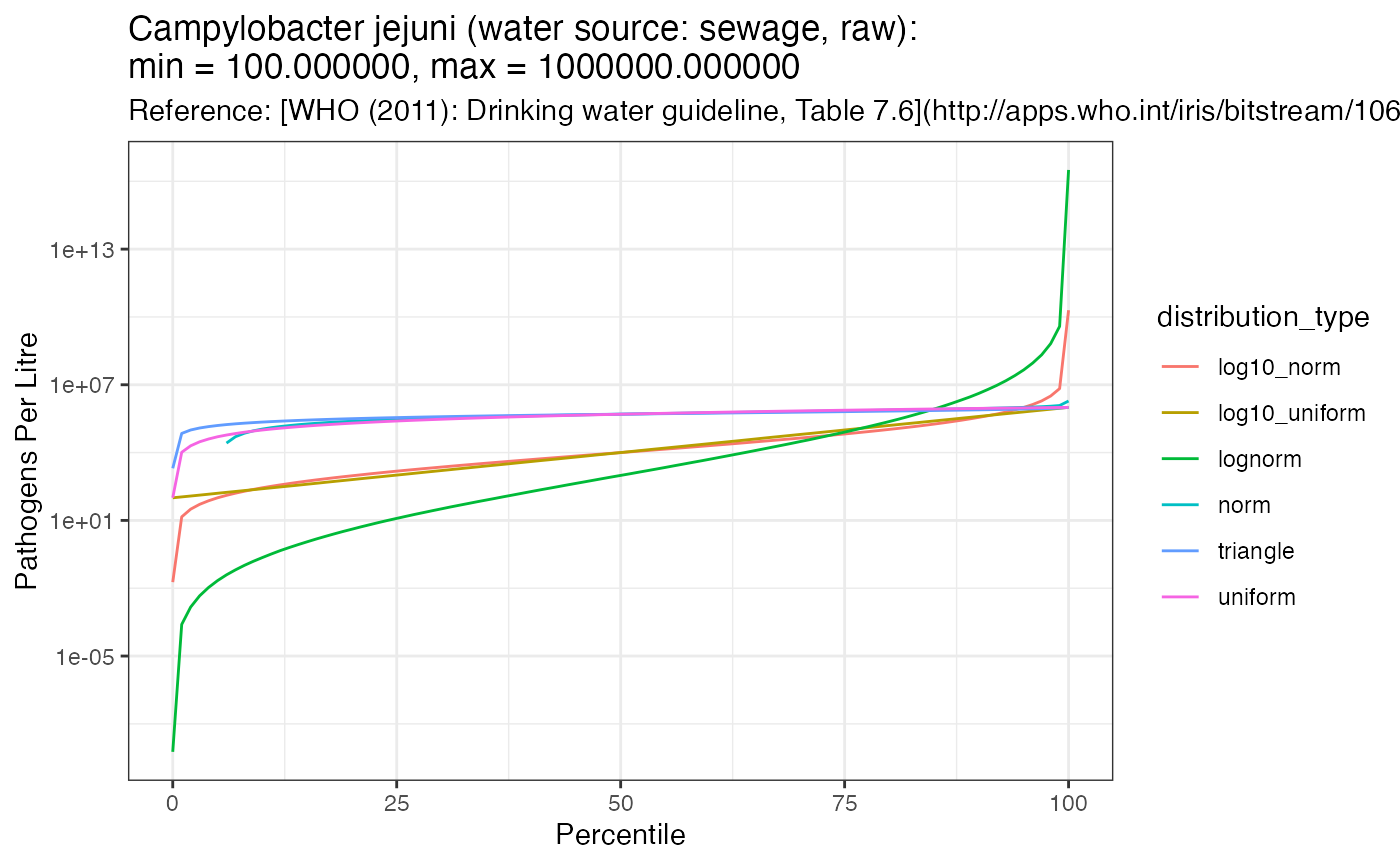 Campylobacter jejuni (water source: sewage, raw):
min = 100.000000, max = 1000000.000000
Reference: [WHO (2011): Drinking water guideline, Table 7.6](http://apps.who.int/iris/bitstream/106
Pathogens Per Litre
1e+13
1e+07
1e+01
1e-05
0 25 50 75 100
Percentile
distribution_type
log10_norm
log10_uniform
lognorm
norm
triangle
uniform